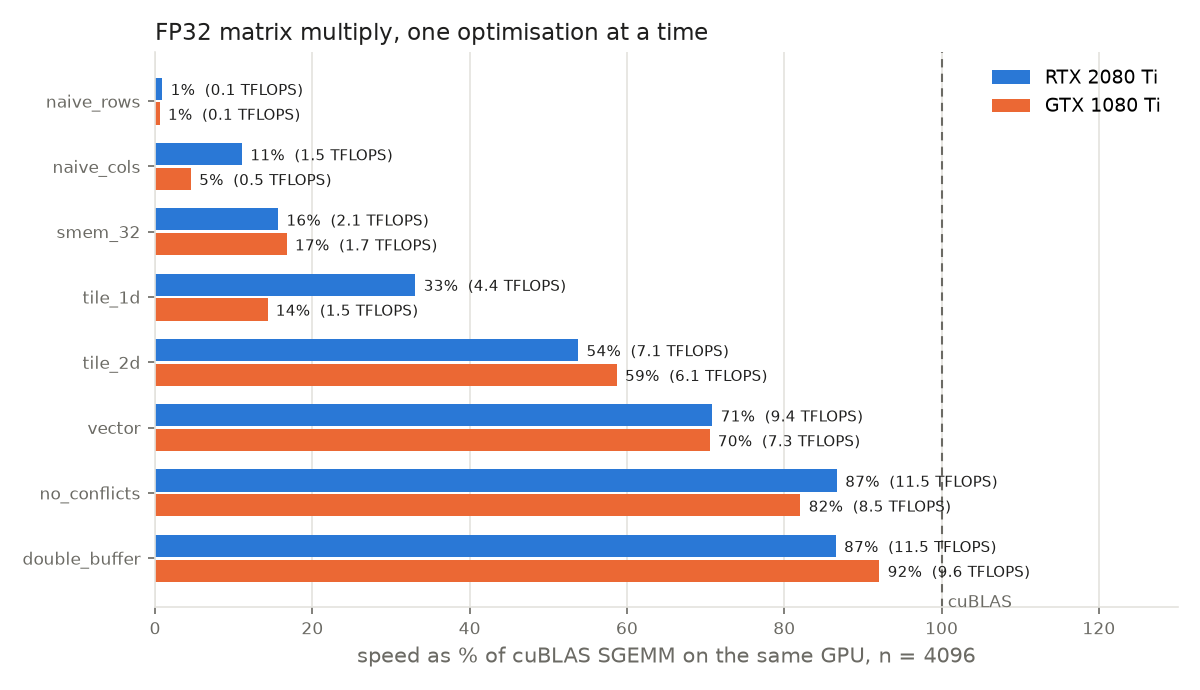 FP32 matrix multiply, one optimisation at a time
RTX 2080 Ti
GTX 1080 Ti
naive_rows
1% (0.1 TFLOPS)
1% (0.1 TFLOPS)
naive_cols
11% (1.5 TFLOPS)
5% (0.5 TFLOPS)
smem_32
16% (2.1 TFLOPS)
17% (1.7 TFLOPS)
tile_1d
33% (4.4 TFLOPS)
14% (1.5 TFLOPS)
tile_2d
54% (7.1 TFLOPS)
59% (6.1 TFLOPS)
vector
71% (9.4 TFLOPS)
70% (7.3 TFLOPS)
no_conflicts
87% (11.5 TFLOPS)
82% (8.5 TFLOPS)
double_buffer
87% (11.5 TFLOPS)
92% (9.6 TFLOPS)
cuBLAS
0 20 40 60 80 100 120
speed as % of cuBLAS SGEMM on the same GPU, n = 4096